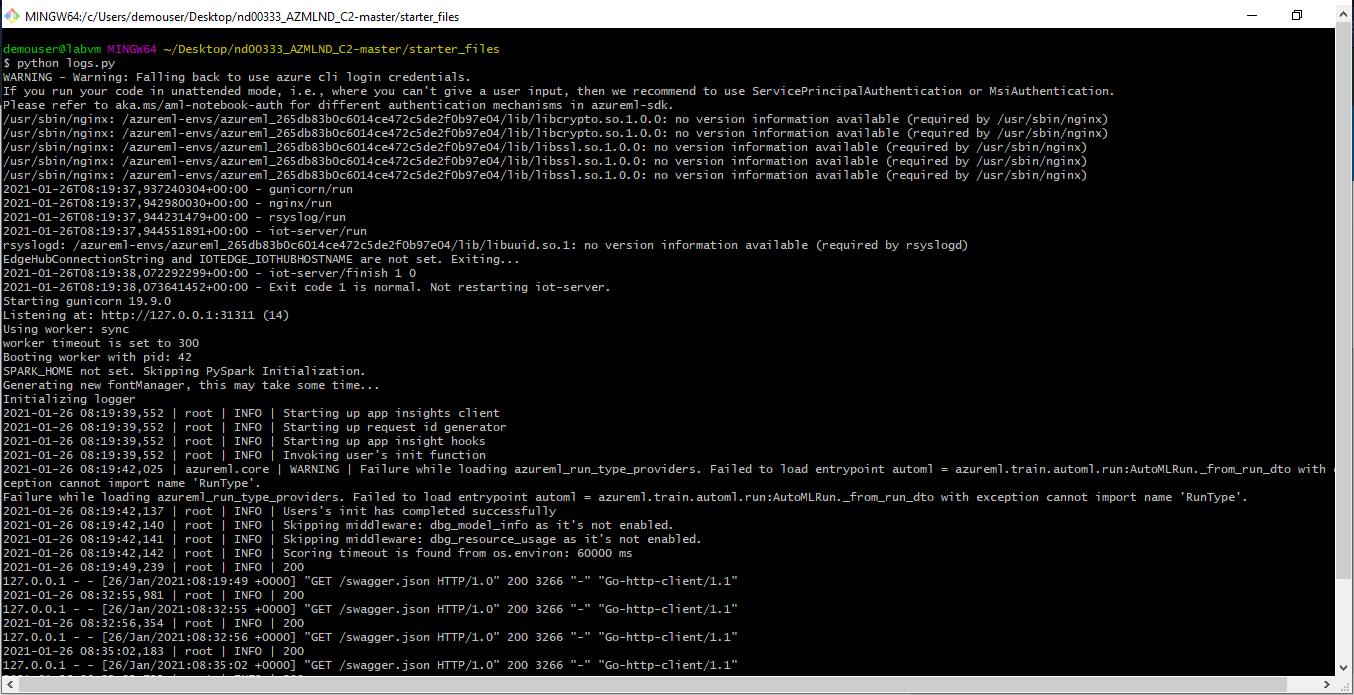 MINGW64:/c/Users/demouser/Desktop/nd00333_AZMLND_C2-master/starter_files
demouser@labvm MINGW64 ~/Desktop/nd00333_AZMLND_C2-master/starter_files
$ python logs.py
WARNING - Warning: Falling back to use azure cli login credentials.
If you run your code in unattended mode, i.e., where you can't give a user input, then we recommend to use ServicePrincipalAuthentication or MsiAuthentication.
Please refer to aka.ms/aml-notebook-auth for different authentication mechanisms in azureml-sdk.
/usr/sbin/nginx: /azureml-envs/azureml_265db83b0c6014ce472c5de2f0b97e04/lib/libcrypto.so.1.0.0: no version information available (required by /usr/sbin/nginx)
/usr/sbin/nginx: /azureml-envs/azureml_265db83b0c6014ce472c5de2f0b97e04/lib/libcrypto.so.1.0.0: no version information available (required by /usr/sbin/nginx)
/usr/sbin/nginx: /azureml-envs/azureml_265db83b0c6014ce472c5de2f0b97e04/lib/libssl.so.1.0.0: no version information available (required by /usr/sbin/nginx)
/usr/sbin/nginx: /azureml-envs/azureml_265db83b0c6014ce472c5de2f0b97e04/lib/libssl.so.1.0.0: no version information available (required by /usr/sbin/nginx)
/usr/sbin/nginx: /azureml-envs/azureml_265db83b0c6014ce472c5de2f0b97e04/lib/libssl.so.1.0.0: no version information available (required by /usr/sbin/nginx)
2021-01-26T08:19:37,937240304+00:00 - gunicorn/run
2021-01-26T08:19:37,942980030+00:00 - nginx/run
2021-01-26T08:19:37,944231479+00:00 - rsyslog/run
2021-01-26T08:19:37,944551891+00:00 - iot-server/run
rsyslogd: /azureml-envs/azureml_265db83b0c6014ce472c5de2f0b97e04/lib/libuuid.so.1: no version information available (required by rsyslogd)
EdgeHubConnectionString and IOTEDGE_IOTHUBHOSTNAME are not set. Exiting...
2021-01-26T08:19:38,072292299+00:00 - iot-server/finish 1 0
2021-01-26T08:19:38,073641452+00:00 - Exit code 1 is normal. Not restarting iot-server.
Starting gunicorn 19.9.0
Listening at: http://127.0.0.1:31311 (14)
Using worker: sync
worker timeout is set to 300
Booting worker with pid: 42
SPARK_HOME not set. Skipping PySpark Initialization.
Generating new fontManager, this may take some time...
Initializing logger
2021-01-26 08:19:39,552 | root | INFO | Starting up app insights client
2021-01-26 08:19:39,552 | root | INFO | Starting up request id generator
2021-01-26 08:19:39,552 | root | INFO | Starting up app insight hooks
2021-01-26 08:19:39,552 | root | INFO | Invoking user's init function
2021-01-26 08:19:42,025 | azureml.core | WARNING | Failure while loading azureml_run_type_providers. Failed to load entrypoint automl = azureml.train.automl.run:AutoMLRun._from_run_dto with
ception cannot import name 'RunType'.
Failure while loading azureml_run_type_providers. Failed to load entrypoint automl = azureml.train.automl.run:AutoMLRun._from_run_dto with exception cannot import name 'RunType'.
2021-01-26 08:19:42,137 | root | INFO | Users's init has completed successfully
2021-01-26 08:19:42,140 | root | INFO | Skipping middleware: dbg_model_info as it's not enabled.
2021-01-26 08:19:42,141 | root | INFO | Skipping middleware: dbg_resource_usage as it's not enabled.
2021-01-26 08:19:42,142 | root | INFO | Scoring timeout is found from os.environ: 60000 ms
2021-01-26 08:19:49,239 | root | INFO | 200
127.0.0.1 - - [26/Jan/2021:08:19:49 +0000] "GET /swagger.json HTTP/1.0" 200 3266 "-" "Go-http-client/1.1"
2021-01-26 08:32:55,981 | root | INFO | 200
127.0.0.1 - - [26/Jan/2021:08:32:55 +0000] "GET /swagger.json HTTP/1.0" 200 3266 "-" "Go-http-client/1.1"
2021-01-26 08:32:56,354 | root | INFO | 200
127.0.0.1 - - [26/Jan/2021:08:32:56 +0000] "GET /swagger.json HTTP/1.0" 200 3266 "-" "Go-http-client/1.1"
2021-01-26 08:35:02,183 | root | INFO | 200
127.0.0.1 - - [26/Jan/2021:08:35:02 +0000] "GET /swagger.json HTTP/1.0" 200 3266 "-" "Go-http-client/1.1"